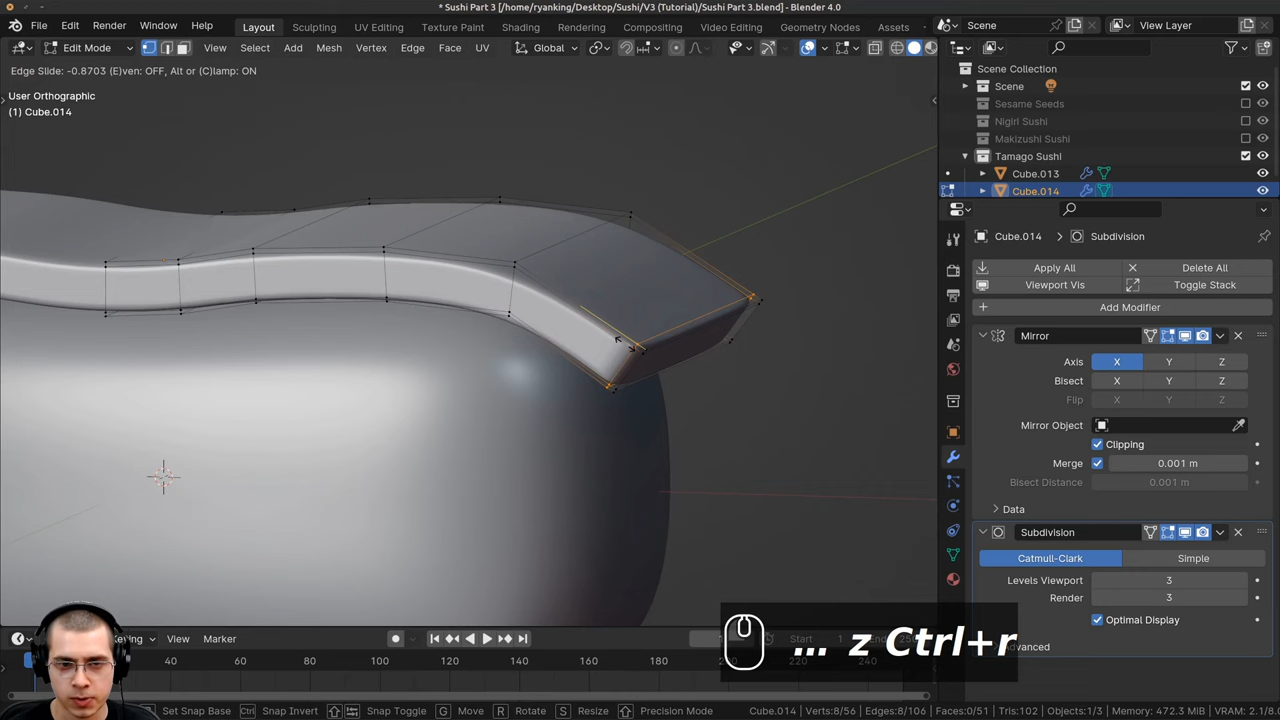 * Sushi Part 3 [/home/ryanking/Desktop/Sushi/V3 (Tutorial)/Sushi Part 3.blend] - Blender 4.0
File Edit Render Window Help Layout Sculpting UV Editing Texture Paint Shading Rendering Compositing Video Editing Geometry Nodes Scripting Scene View Layer
Edit Mode View Select Add Mesh Vertex Edge Face UV Global
Edge Slide: -0.8703 (E)ven: OFF, Alt or (C)lamp: ON
User Orthographic
(1) Cube.014
Scene Collection
Scene
Sesame Seeds
Nigiri Sushi
Makizushi Sushi
Tamago Sushi
Cube.013
Cube.014
Cube.014 Subdivision
Apply All Delete All
Viewport Vis Toggle Stack
Add Modifier
Mirror
Axis X Y Z
Bisect X Y Z
Flip X Y Z
Mirror Object
Clipping
Merge 0.001 m
Bisect Distance 0.001 m
Data
Subdivision
Catmull-Clark Simple
Levels Viewport 3
Render 3
Optimal Display
... z Ctrl+r
Keying View Marker Start 1
40 60 80 100 120 140 160 180 200 220 240
Set Snap Base Snap Invert Snap Toggle G Move R Rotate S Resize Precision Mode Cube.014 | Verts:8/56 | Edges:8/106 | Faces:0/51 | Tris:102 | Objects:1/3 | Memory: 472.3 MiB | VRAM: